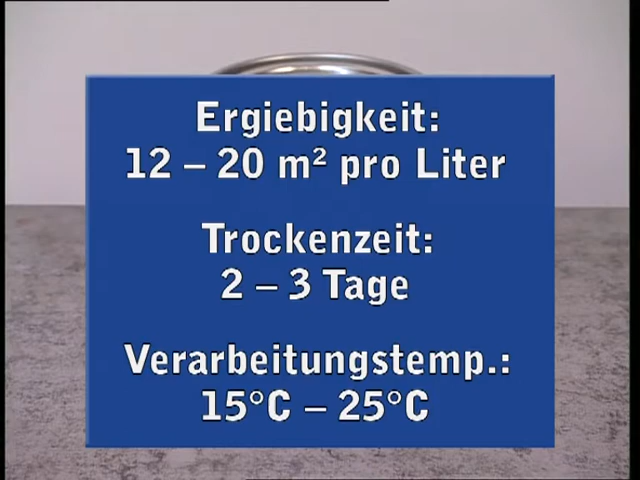 Ergiebigkeit:
12 – 20 m² pro Liter
Trockenzeit:
2 – 3 Tage
Verarbeitungstemp.:
15°C – 25°C